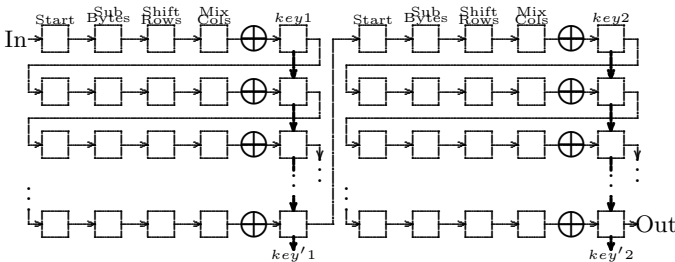 Start Sub Bytes Shift Rows Mix Cols key1 Start Sub Bytes Shift Rows Mix Cols key2
In
Out
key'1 key'2